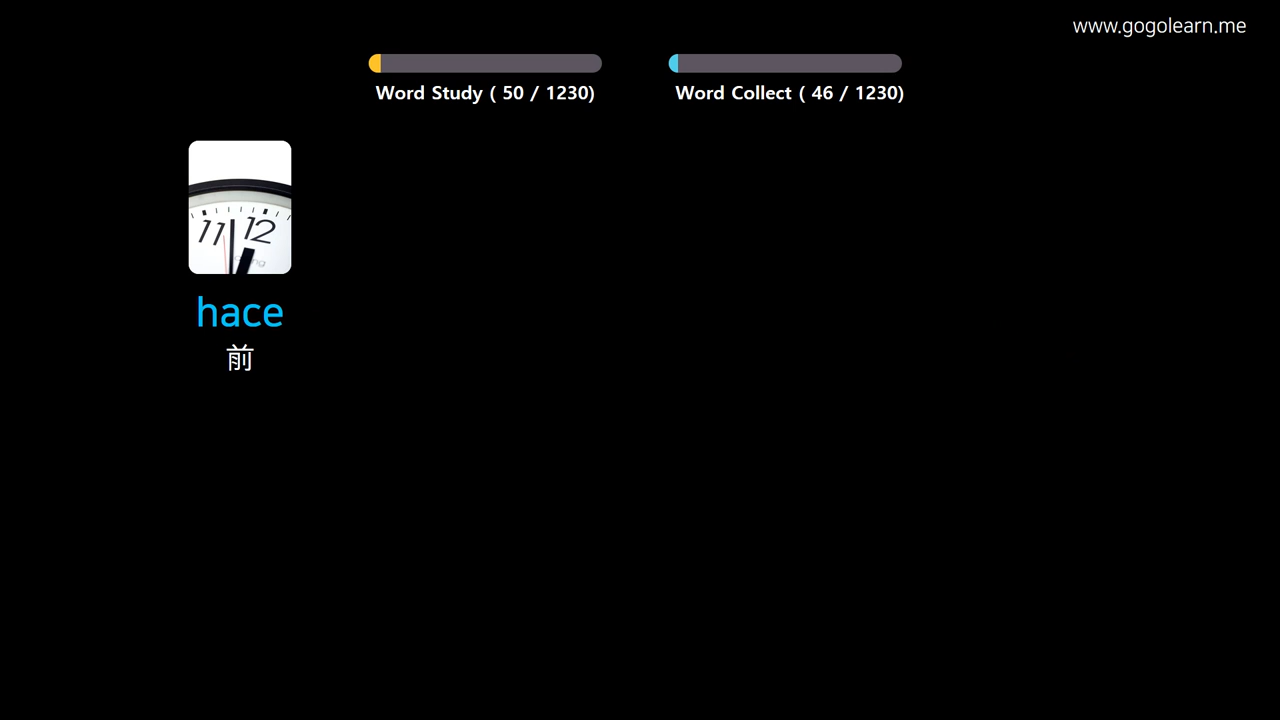 www.gogolearn.me
Word Study ( 50 / 1230)
Word Collect ( 46 / 1230)
11 12
hace
前